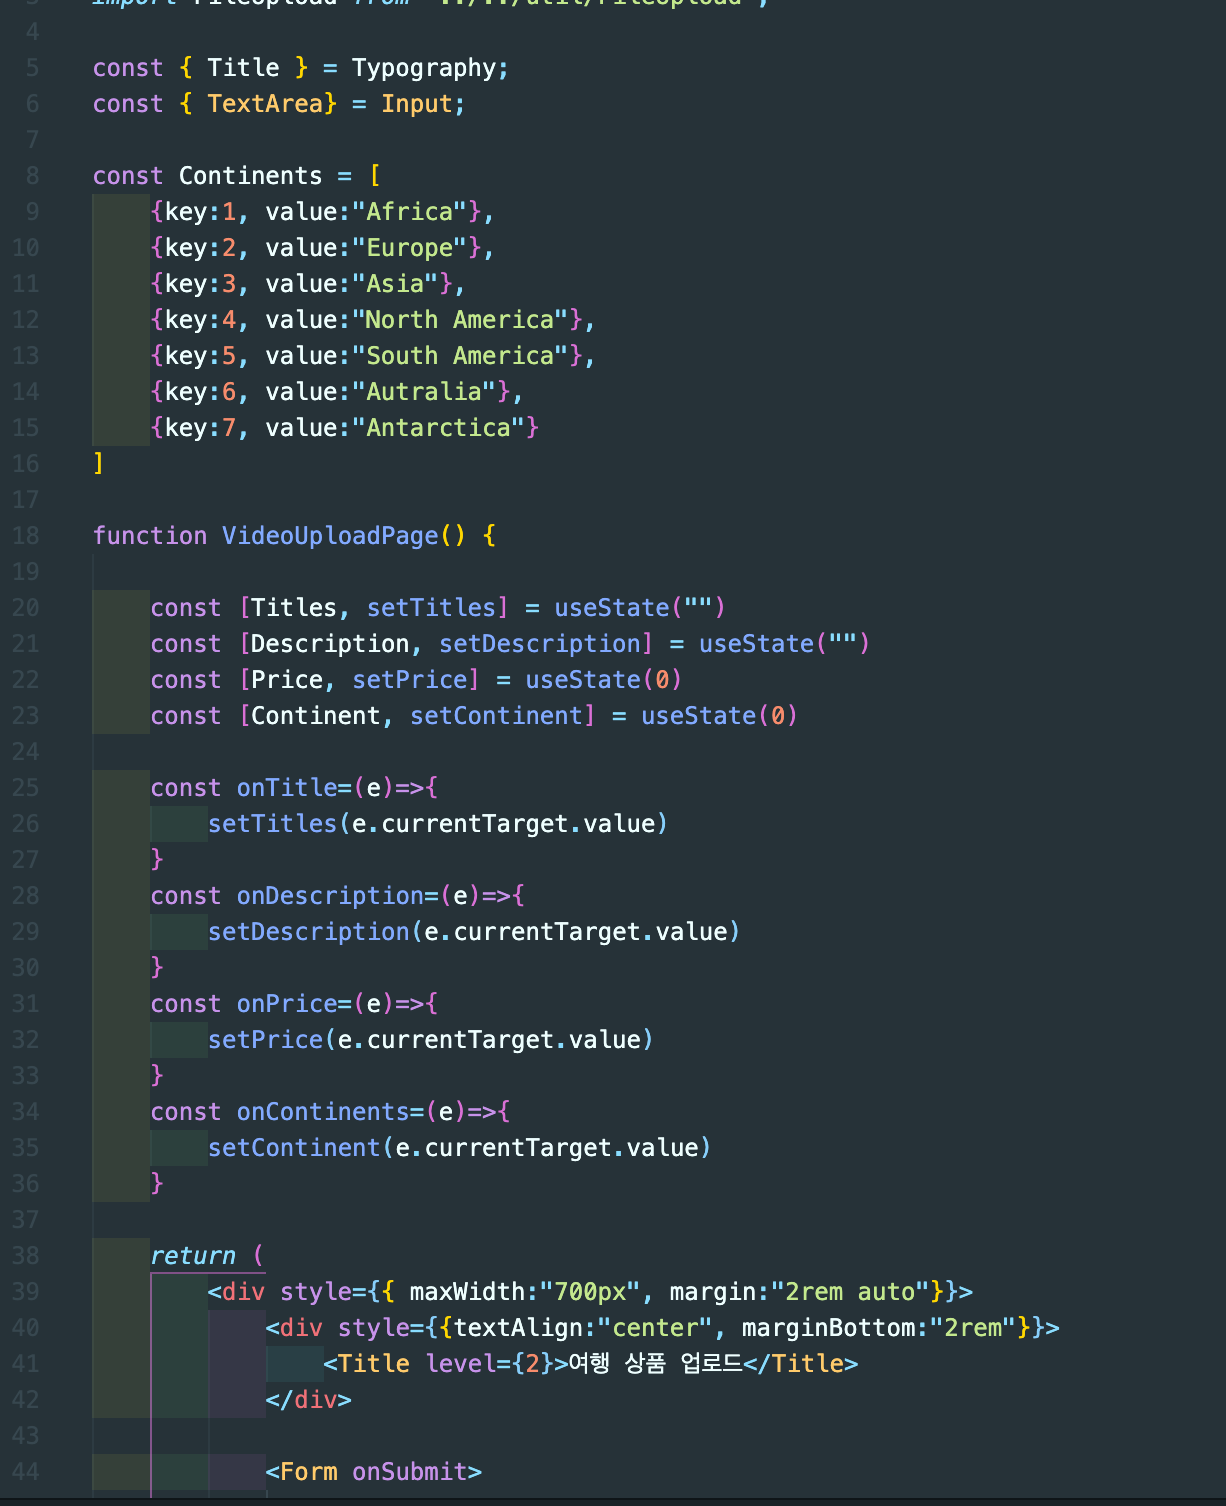 4
5 const { Title } = Typography;
6 const { TextArea} = Input;
7
8 const Continents = [
9 {key:1, value:"Africa"},
10 {key:2, value:"Europe"},
11 {key:3, value:"Asia"},
12 {key:4, value:"North America"},
13 {key:5, value:"South America"},
14 {key:6, value:"Autralia"},
15 {key:7, value:"Antarctica"}
16 ]
17
18 function VideoUploadPage() {
19
20 const [Titles, setTitles] = useState("")
21 const [Description, setDescription] = useState("")
22 const [Price, setPrice] = useState(0)
23 const [Continent, setContinent] = useState(0)
24
25 const onTitle=(e)=>{
26 setTitles(e.currentTarget.value)
27 }
28 const onDescription=(e)=>{
29 setDescription(e.currentTarget.value)
30 }
31 const onPrice=(e)=>{
32 setPrice(e.currentTarget.value)
33 }
34 const onContinents=(e)=>{
35 setContinent(e.currentTarget.value)
36 }
37
38 return (
39 <div style={{ maxWidth:"700px", margin:"2rem auto"}}>
40 <div style={{textAlign:"center", marginBottom:"2rem"}}>
41 <Title level={2}>여행 상품 업로드</Title>
42 </div>
43
44 <Form onSubmit>